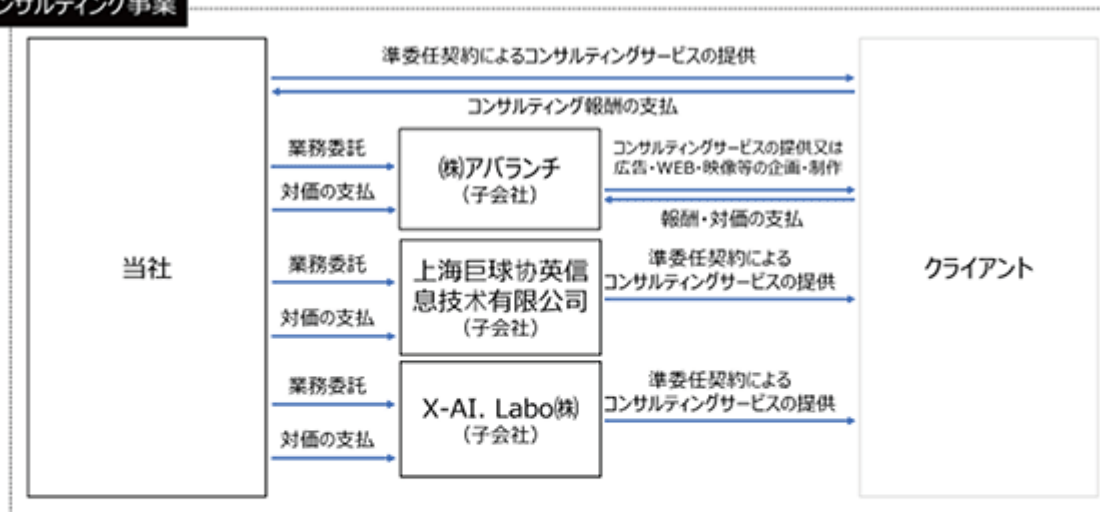 ンサルティング事業
準委任契約によるコンサルティングサービスの提供
コンサルティング報酬の支払
当社
業務委託
対価の支払
㈱アバランチ
(子会社)
コンサルティングサービスの提供又は
広告・WEB・映像等の企画・制作
報酬・対価の支払
業務委託
対価の支払
上海巨球协英信
息技术有限公司
(子会社)
準委任契約による
コンサルティングサービスの提供
業務委託
対価の支払
X-AI. Labo㈱
(子会社)
準委任契約による
コンサルティングサービスの提供
クライアント